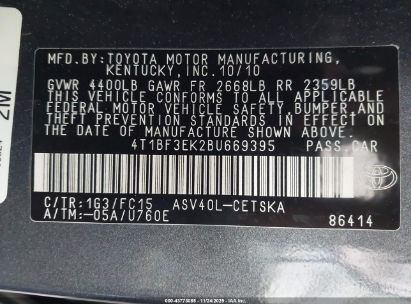 MFD.BY:TOYOTA MOTOR MANUFACTURING,
KENTUCKY,INC.10/10
GVWR 4400LB GAWR FR 2668LB RR 2359LB
THIS VEHICLE CONFORMS TO ALL APPLICABLE
FEDERAL MOTOR VEHICLE SAFETY, BUMPER,AND
THEFT PREVENTION STANDARDS IN EFFECT ON
THE DATE OF MANUFACTURE SHOWN ABOVE.
4T1BF3EK2BU669395 PASS.CAR
C/TR:1G3/FC15 ASV40L-CETSKA
A/TM:-05A/U760E 86414
TOYOTA